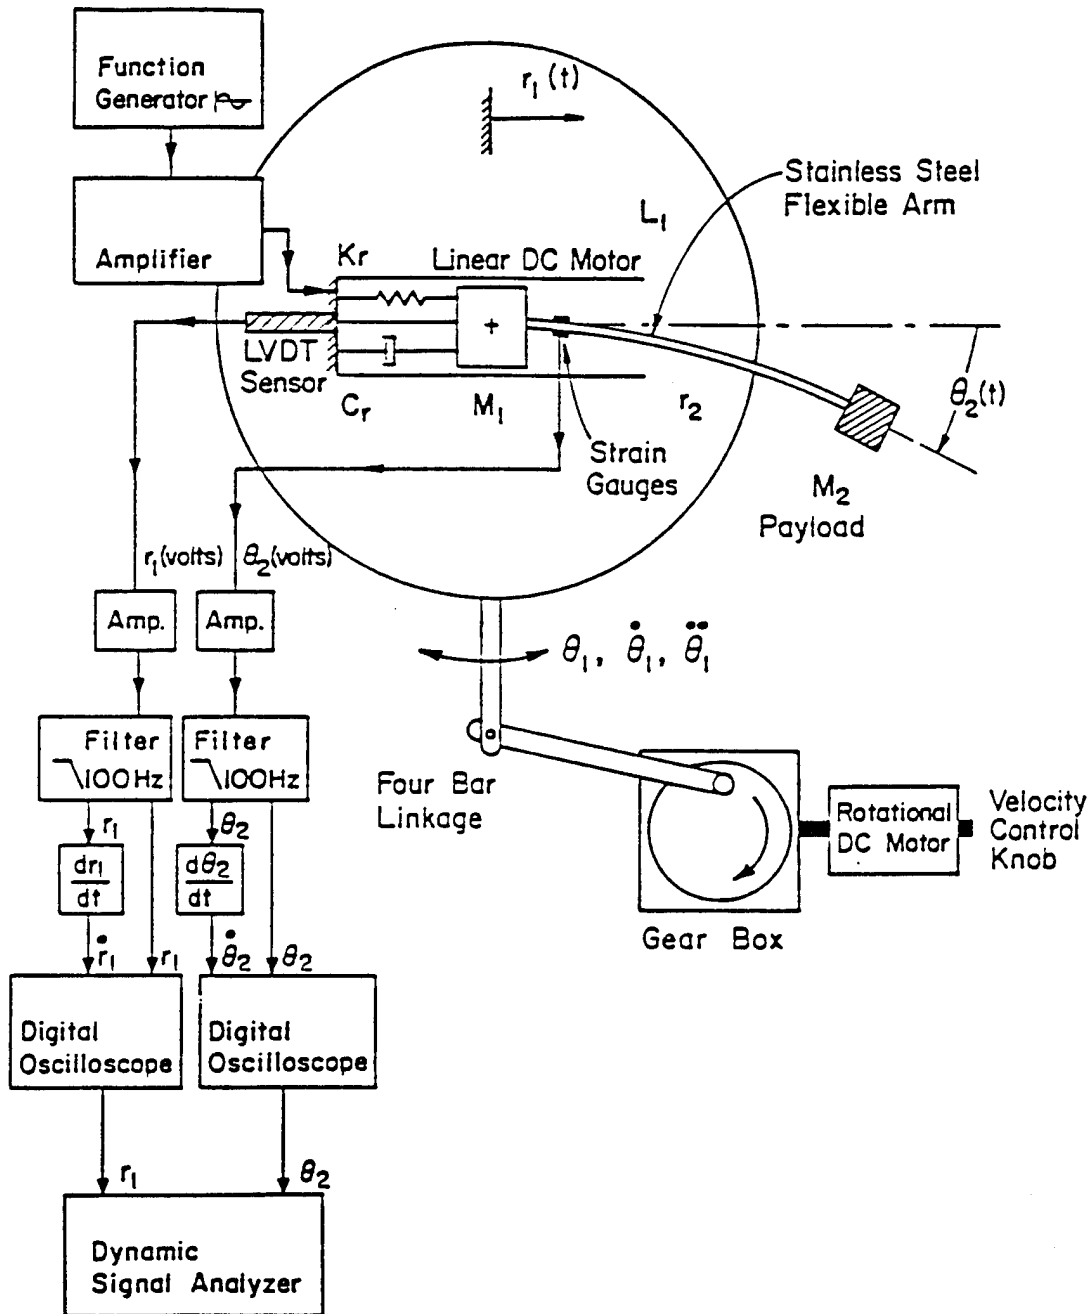 Function
Generator
r₁(t)
Stainless Steel
Flexible Arm
L₁
Amplifier
Kr
Linear DC Motor
+
LVDT
Sensor
Cᵣ
M₁
r₂
θ₂(t)
Strain
Gauges
M₂
Payload
r₁(volts)
θ₂(volts)
Amp.
Amp.
θ₁, θ̇₁, θ̈₁
Filter
100Hz
Filter
100Hz
Four Bar
Linkage
Rotational
DC Motor
Velocity
Control
Knob
Gear Box
r₁
θ₂
dr₁
dt
dθ₂
dt
ṙ₁
r₁
θ̇₂
θ₂
Digital
Oscilloscope
Digital
Oscilloscope
r₁
θ₂
Dynamic
Signal Analyzer